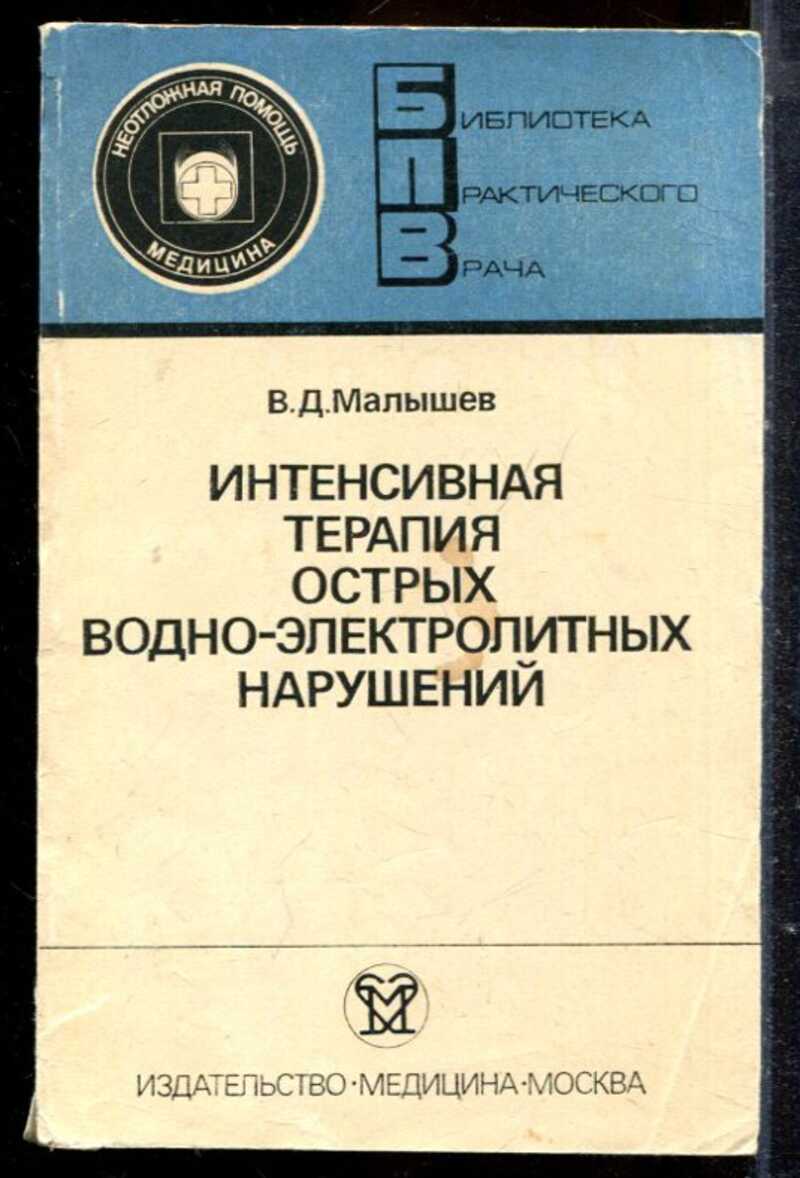 НЕОТЛОЖНАЯ ПОМОЩЬ
МЕДИЦИНА
БИБЛИОТЕКА
ПРАКТИЧЕСКОГО
ВРАЧА
В.Д.Малышев
ИНТЕНСИВНАЯ
ТЕРАПИЯ
ОСТРЫХ
ВОДНО-ЭЛЕКТРОЛИТНЫХ
НАРУШЕНИЙ
М
ИЗДАТЕЛЬСТВО·МЕДИЦИНА·МОСКВА